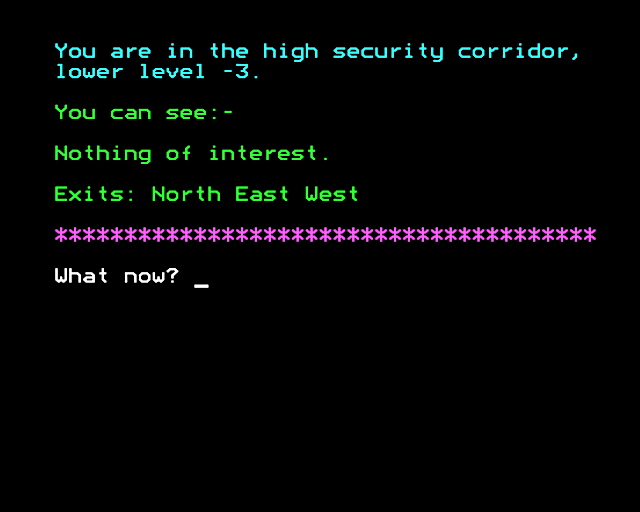 You are in the high security corridor,
lower level -3.
You can see:-
Nothing of interest.
Exits: North East West
***************************************
What now? _